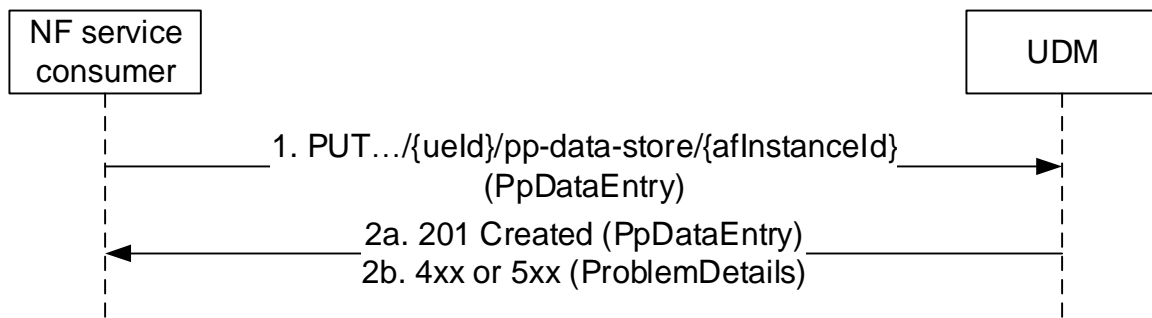 NF service
consumer
UDM
1. PUT…/{ueId}/pp-data-store/{afInstanceId}
(PpDataEntry)
2a. 201 Created (PpDataEntry)
2b. 4xx or 5xx (ProblemDetails)